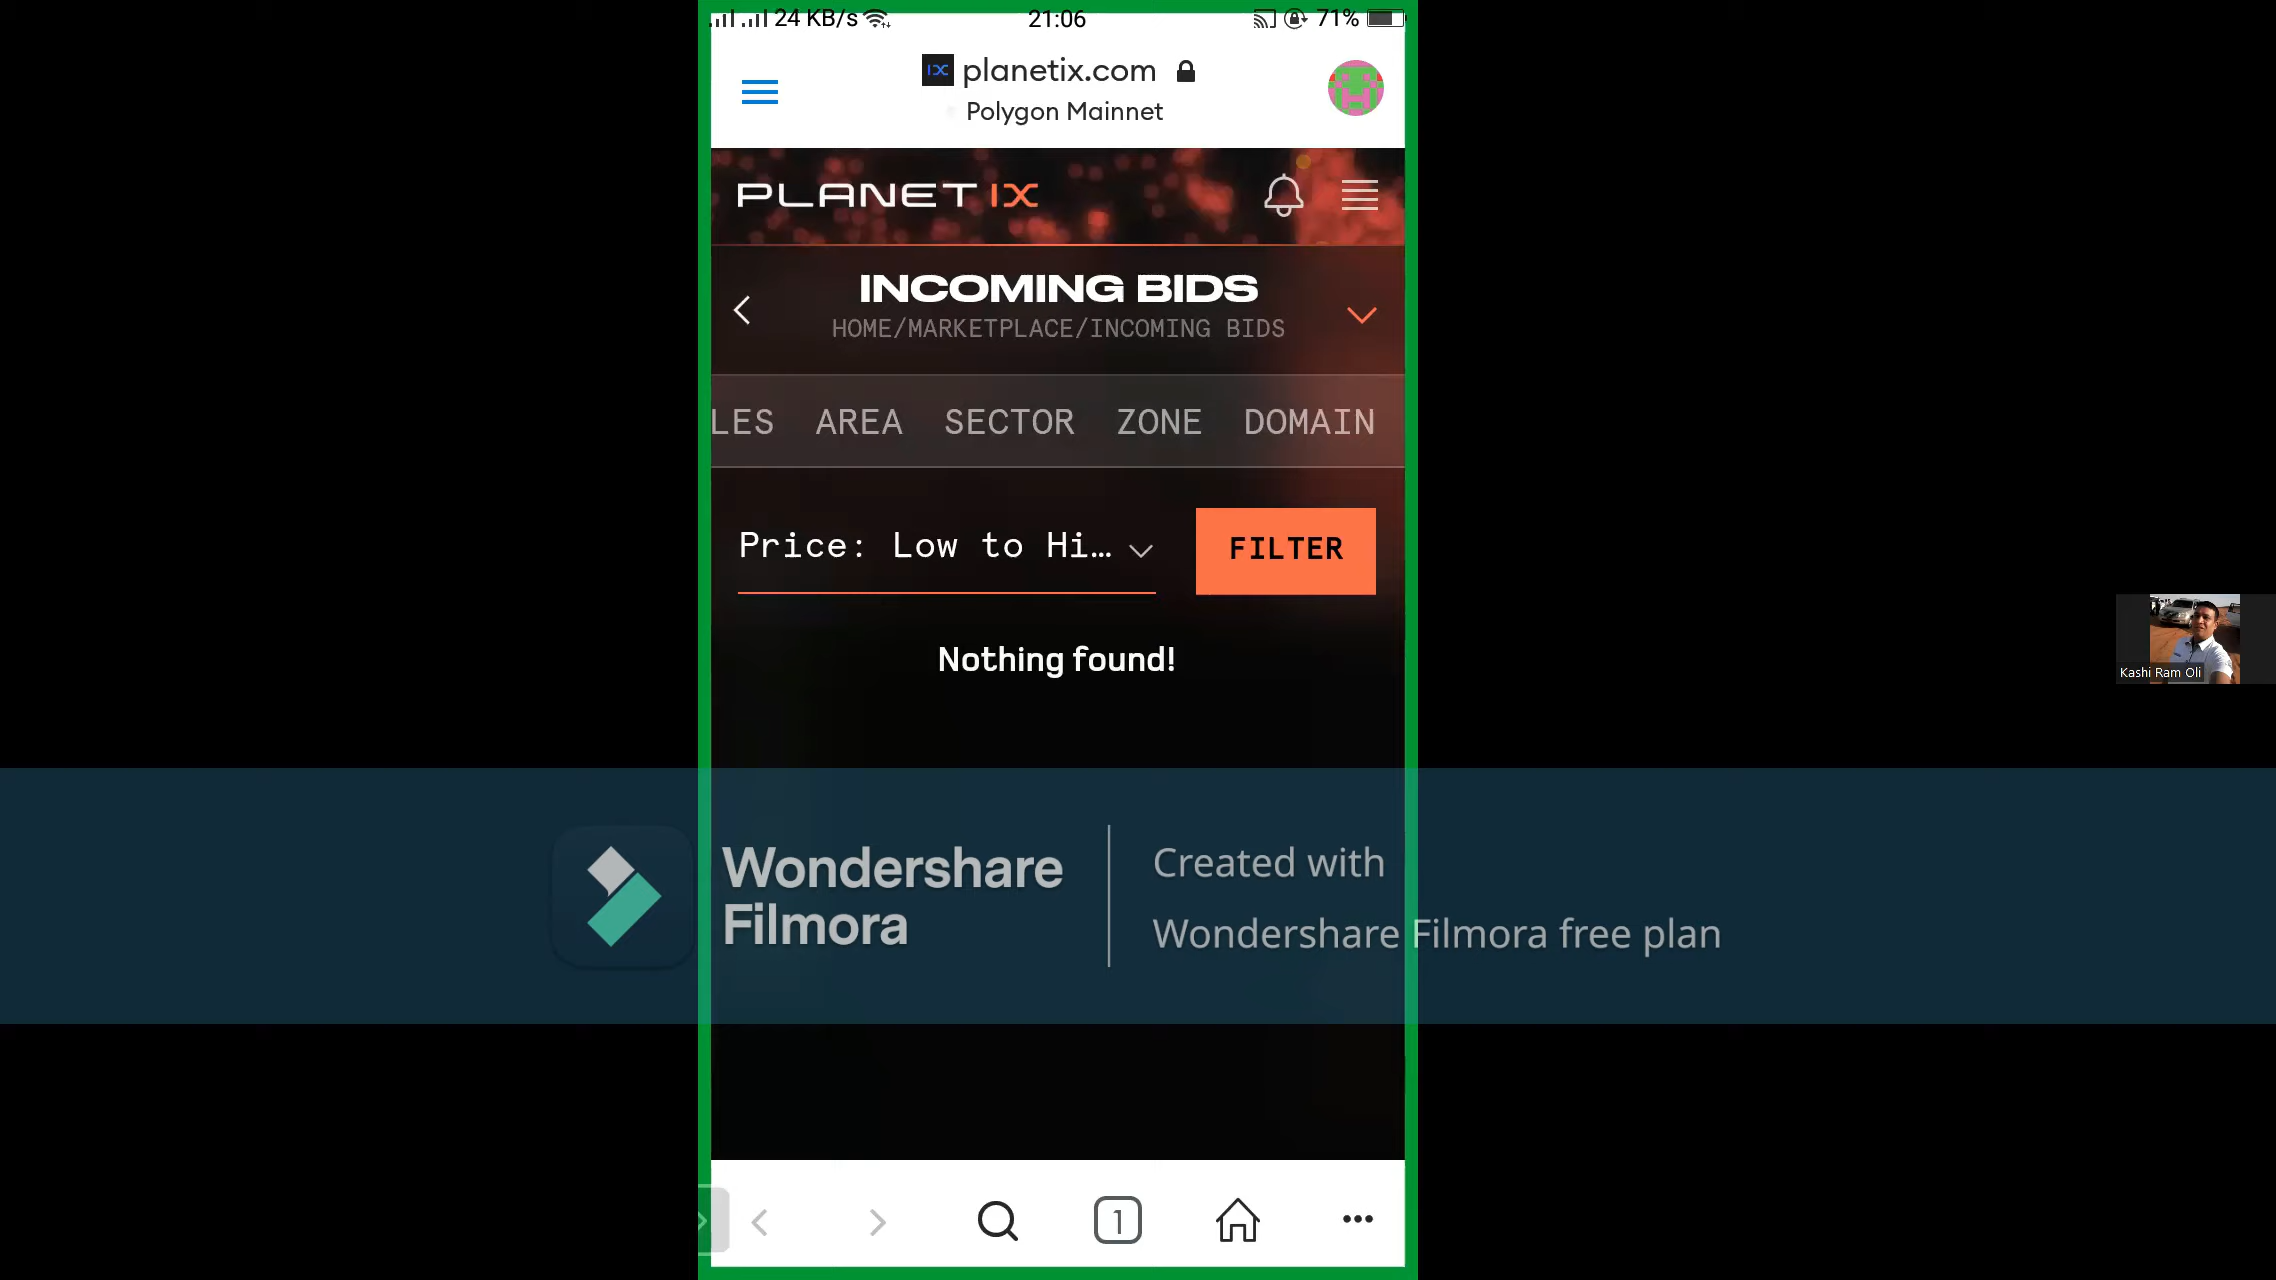 24 KB/s 21:06 71%
IX planetix.com
Polygon Mainnet
PLANET IX
INCOMING BIDS
HOME/MARKETPLACE/INCOMING BIDS
LES AREA SECTOR ZONE DOMAIN
Price: Low to Hi… FILTER
Nothing found!
Kashi Ram Oli
Wondershare
Filmora
Created with
Wondershare Filmora free plan
1